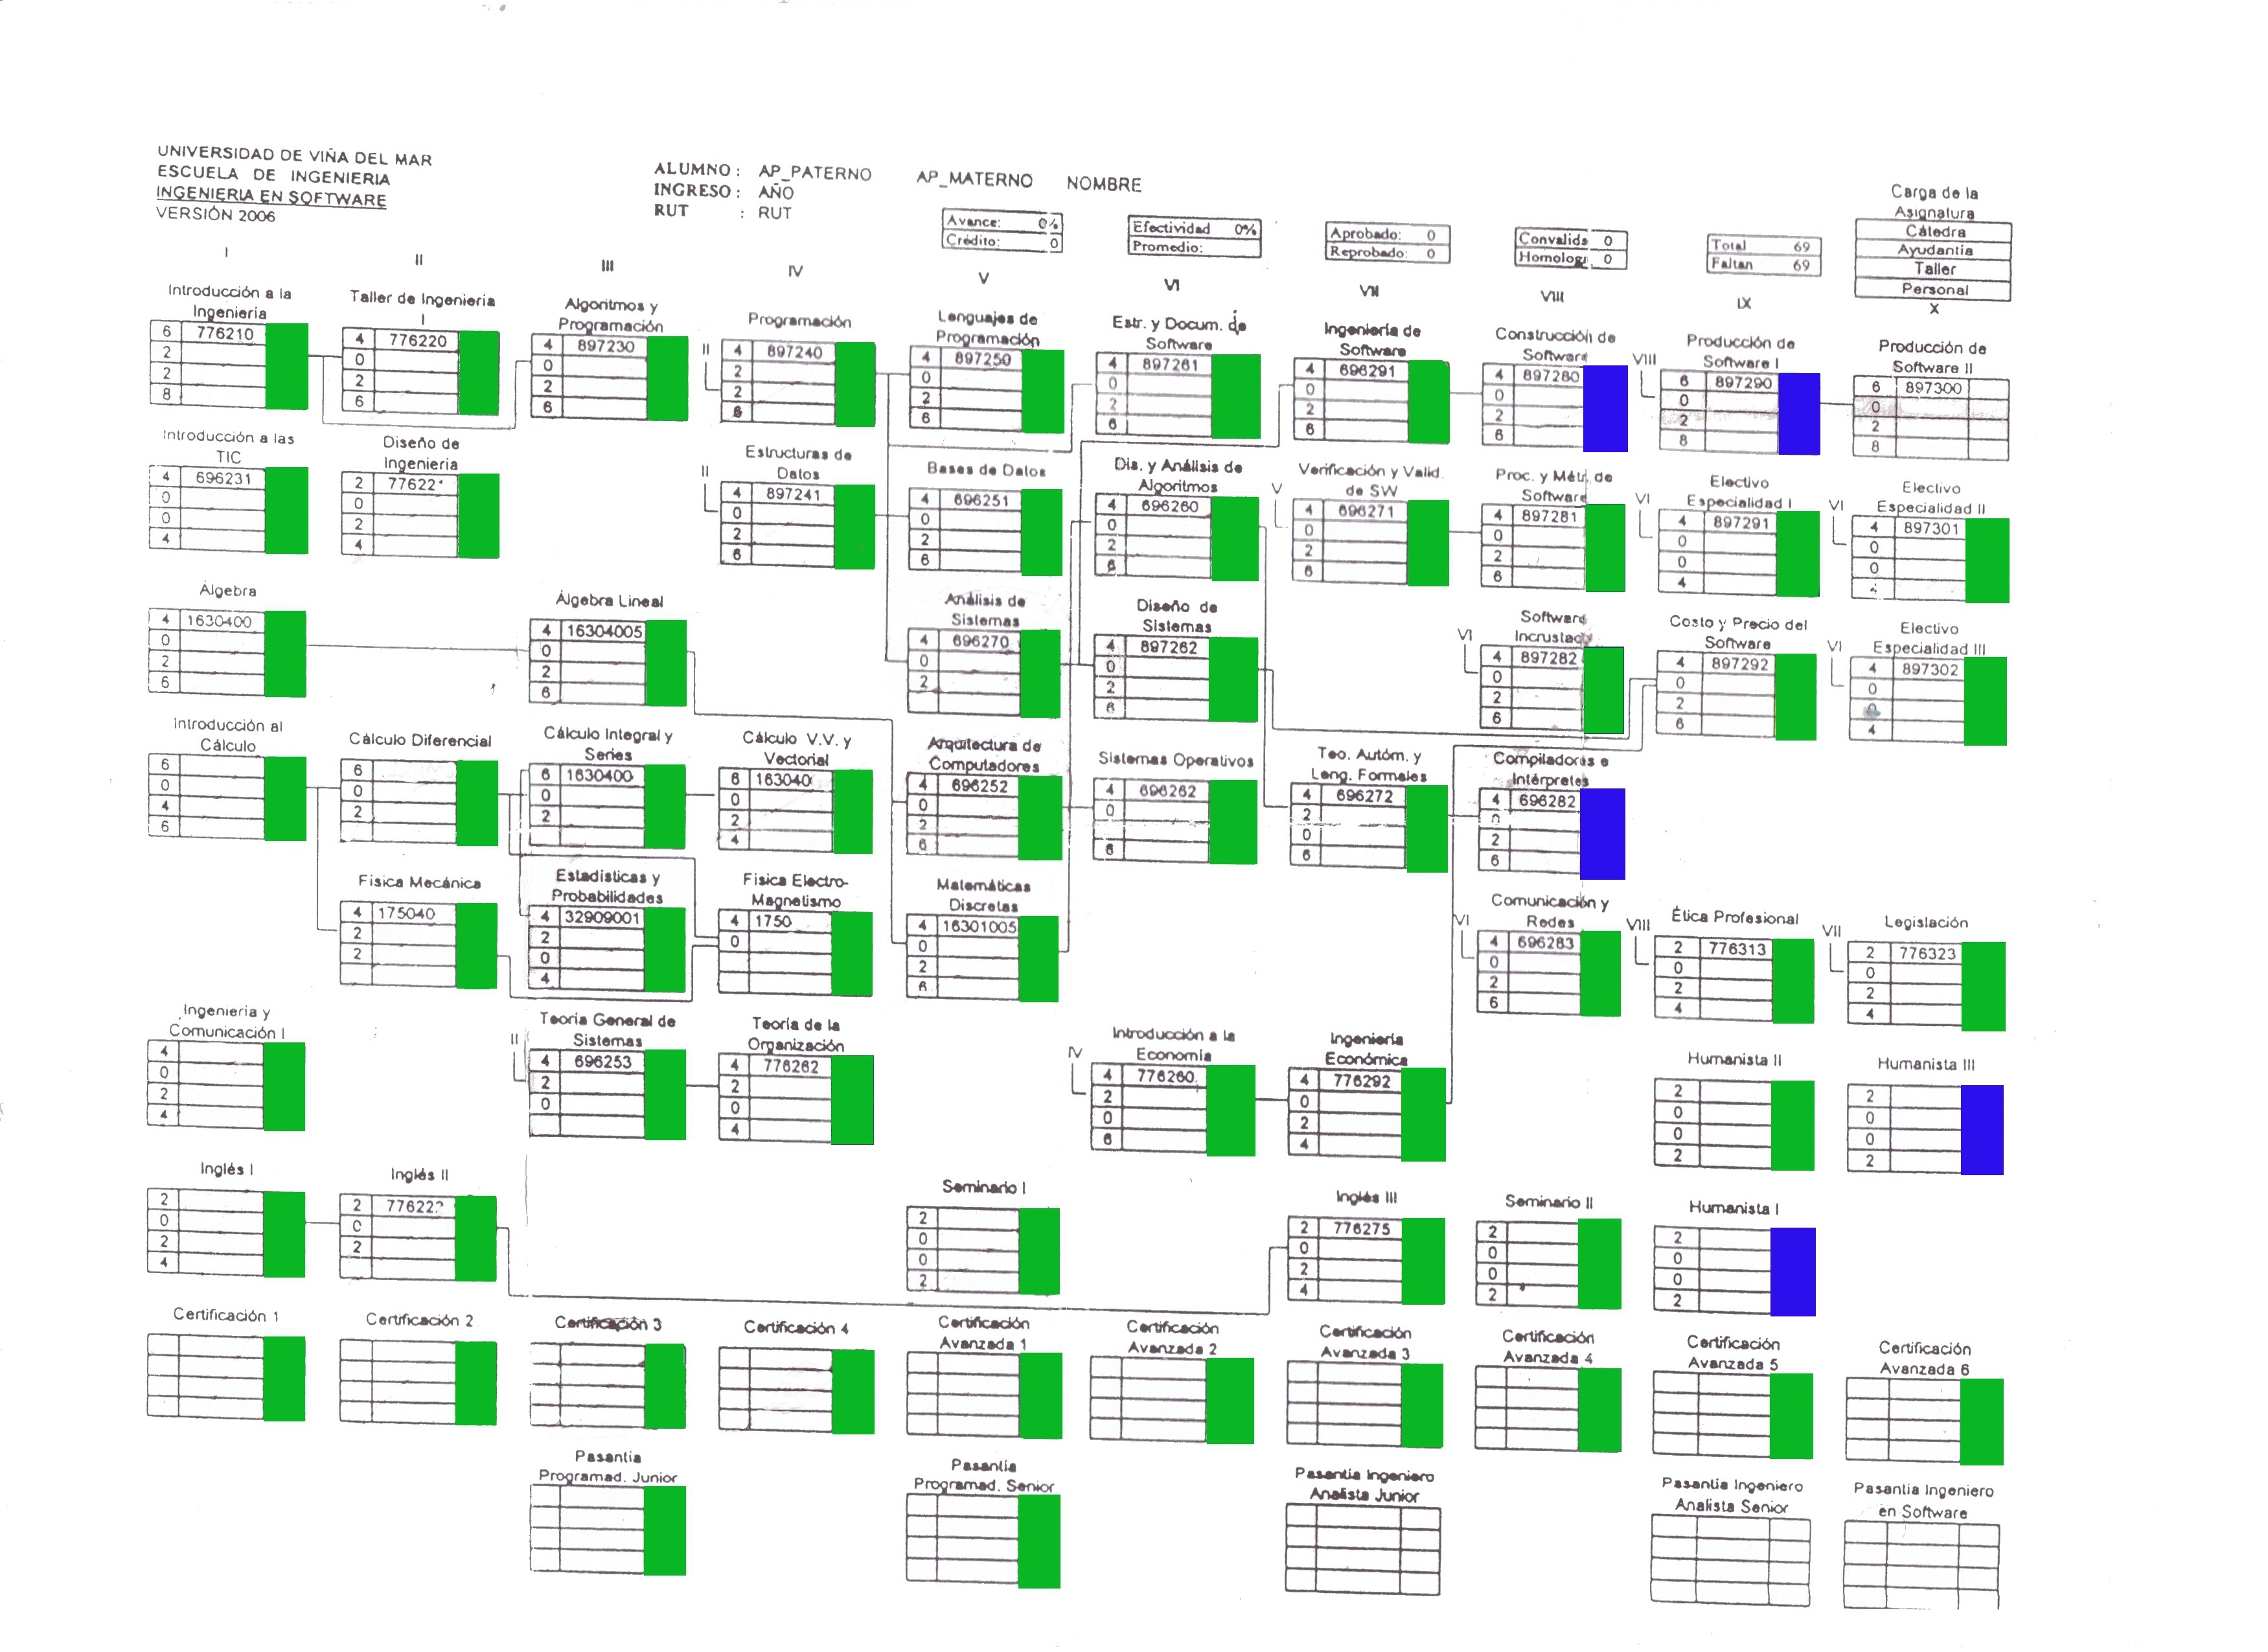 UNIVERSIDAD DE VIÑA DEL MAR
ESCUELA DE INGENIERIA
INGENIERIA EN SOFTWARE
VERSIÓN 2006
ALUMNO : AP_PATERNO AP_MATERNO NOMBRE
INGRESO : AÑO
RUT : RUT
Avance: 0%
Crédito: 0
Efectividad 0%
Promedio:
Aprobado: 0
Reprobado: 0
Convalida 0
Homolog 0
Total 69
Faltan 69
Carga de la
Asignatura
Cátedra
Ayudantia
Taller
Personal
I
II
III
IV
V
VI
VII
VIII
IX
X
Introducción a la
Ingenieria
6 776210
2
2
8
Taller de Ingenieria
I
4 776220
0
2
6
Algoritmos y
Programación
4 897230
0
2
6
Programación
II
4 897240
2
2
6
Lenguajes de
Programación
4 897250
0
2
6
Estr. y Docum. de
Software
4 897261
0
2
6
Ingeniería de
Software
4 696291
0
2
6
Construcción de
Software
4 897280
0
2
6
Producción de
Software I
VIII
6 897290
0
2
8
Producción de
Software II
6 897300
0
2
8
Introducción a las
TIC
4 696231
0
0
4
Diseño de
Ingenieria
2 77622
0
2
4
Estructuras de
Datos
II
4 897241
0
2
6
Bases de Datos
4 696251
0
2
6
Dis. y Análisis de
Algoritmos
4 696260
0
2
6
Verificación y Valid.
de SW
V
4 696271
0
2
6
Proc. y Métr. de
Software
4 897281
0
2
6
Electivo
Especialidad I
VI
4 897291
0
0
4
Electivo
Especialidad II
VI
4 897301
0
0
4
Álgebra
4 1630400
0
2
6
Álgebra Lineal
4 16304005
0
2
6
Análisis de
Sistemas
4 696270
0
2
Diseño de
Sistemas
4 897262
0
2
6
Software
Incrustado
VI
4 897282
0
2
6
Costo y Precio del
Software
4 897292
0
2
6
Electivo
Especialidad III
VI
4 897302
0
4
Introducción al
Cálculo
6
0
4
6
Cálculo Diferencial
6
0
2
Cálculo Integral y
Series
6 1630400
0
2
Cálculo V.V. y
Vectorial
6 163040
0
2
4
Arquitectura de
Computadores
4 696252
0
2
6
Sistemas Operativos
4 696262
0
6
Teo. Autóm. y
Leng. Formales
4 696272
2
0
6
Compiladores e
Intérpretes
4 696282
0
2
6
Fisica Mecánica
4 175040
2
2
Estadísticas y
Probabilidades
4 32909001
2
0
4
Fisica Electro-
Magnetismo
4 1750
0
Matemáticas
Discretas
4 16301005
0
2
6
Comunicación y
Redes
VI
4 696283
0
2
6
Ética Profesional
VIII
2 776313
0
2
4
Legislación
VII
2 776323
0
2
4
Ingenieria y
Comunicación I
4
0
2
4
Teoria General de
Sistemas
II
4 696253
2
0
Teoría de la
Organización
4 776262
2
0
4
Introducción a la
Economía
IV
4 776260
2
0
6
Ingeniería
Económica
4 776292
0
2
4
Humanista II
2
0
0
2
Humanista III
2
0
0
2
Inglés I
2
0
2
4
Inglés II
2 77622
0
2
Seminario I
2
0
0
2
Inglés III
2 776275
0
2
4
Seminario II
2
0
0
2
Humanista I
2
0
0
2
Certificación 1
Certificación 2
Certificación 3
Certificación 4
Certificación
Avanzada 1
Certificación
Avanzada 2
Certificación
Avanzada 3
Certificación
Avanzada 4
Certificación
Avanzada 5
Certificación
Avanzada 6
Pasantia
Programad. Junior
Pasantia
Programad. Senior
Pasantía Ingeniero
Analista Junior
Pasantia Ingeniero
Analista Senior
Pasantia Ingeniero
en Software